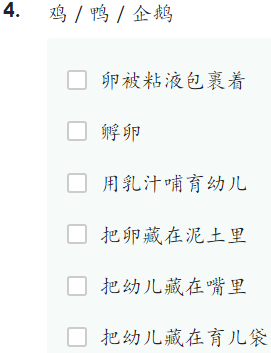 4. 鸡 / 鸭 / 企鹅
卵被粘液包裹着
孵卵
用乳汁哺育幼儿
把卵藏在泥土里
把幼儿藏在嘴里
把幼儿藏在育儿袋